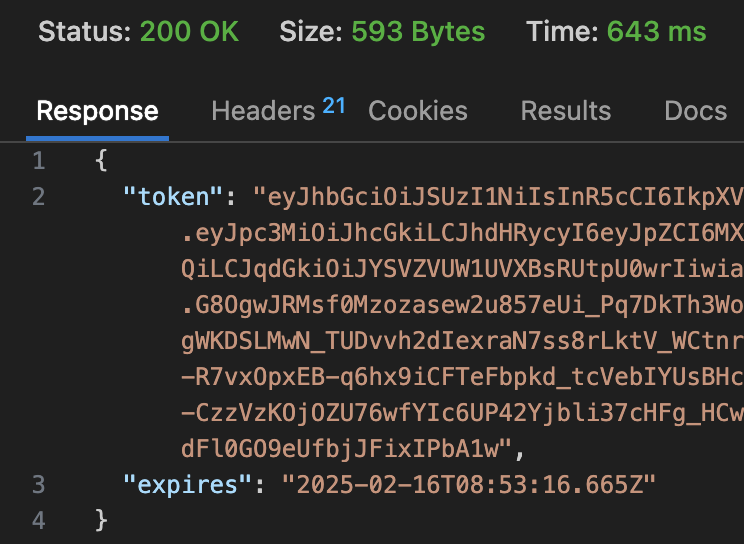 Status: 200 OK Size: 593 Bytes Time: 643 ms
Response Headers 21 Cookies Results Docs
1 {
2 "token": "eyJhbGciOiJSUzI1NiIsInR5cCI6IkpXV
.eyJpc3MiOiJhcGkiLCJhdHRycyI6eyJpZCI6MX
QiLCJqdGkiOiJYSVZVUW1UVXBsRUtpU0wrIiwia
.G8OgwJRMsf0Mzozasew2u857eUi_Pq7DkTh3Wo
gWKDSLMwN_TUDvvh2dIexraN7ss8rLktV_WCtnr
-R7vxOpxEB-q6hx9iCFTeFbpkd_tcVebIYUsBHc
-CzzVzKOjOZU76wfYIc6UP42Yjbli37cHFg_HCw
dFl0GO9eUfbjJFixIPbA1w",
3 "expires": "2025-02-16T08:53:16.665Z"
4 }